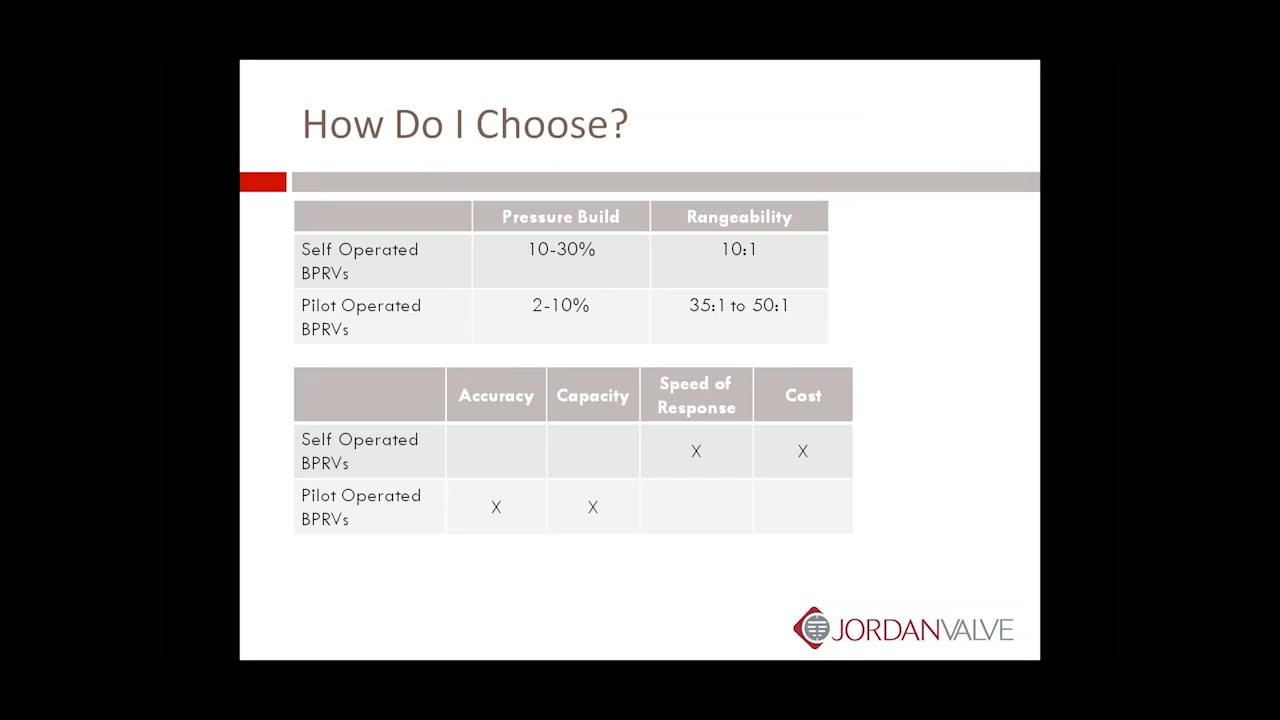 How Do I Choose?
Pressure Build Rangeability
Self Operated 10-30% 10:1
BPRVs
Pilot Operated 2-10% 35:1 to 50:1
BPRVs
Accuracy Capacity Speed of Response Cost
Self Operated
BPRVs X X
Pilot Operated
BPRVs X X
JORDANVALVE